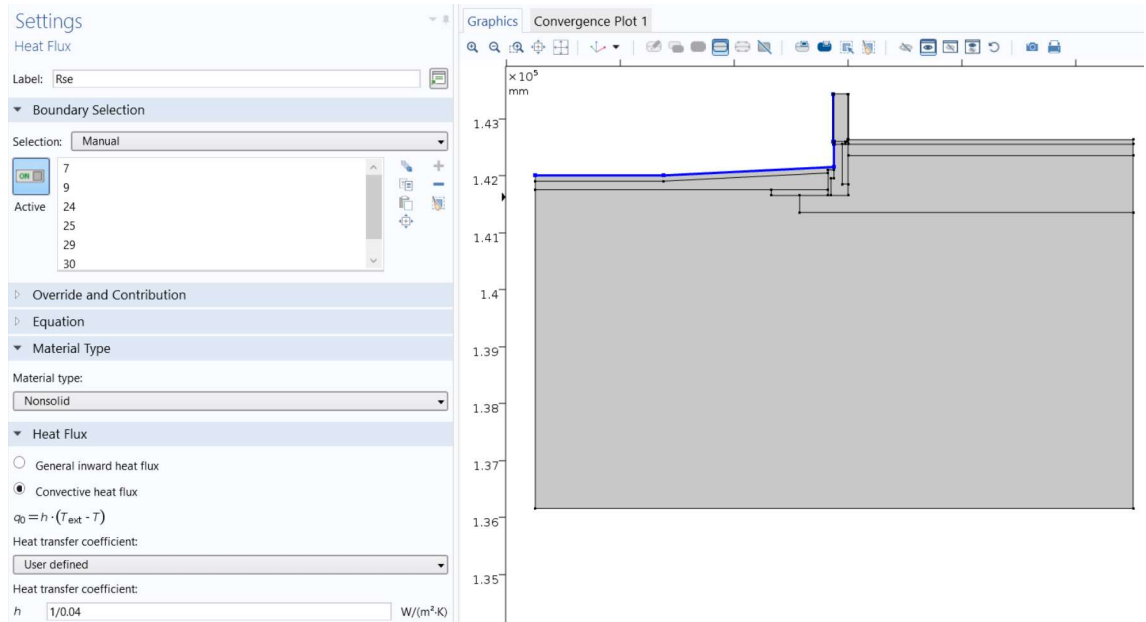 Settings
Heat Flux
Label: Rse
Boundary Selection
Selection: Manual
ON
Active
7
9
24
25
29
30
Override and Contribution
Equation
Material Type
Material type:
Nonsolid
Heat Flux
General inward heat flux
Convective heat flux
q₀ = h · (Text - T)
Heat transfer coefficient:
User defined
Heat transfer coefficient:
h 1/0.04 W/(m²·K)
Graphics Convergence Plot 1
×10⁵
mm
1.43
1.42
1.41
1.4
1.39
1.38
1.37
1.36
1.35